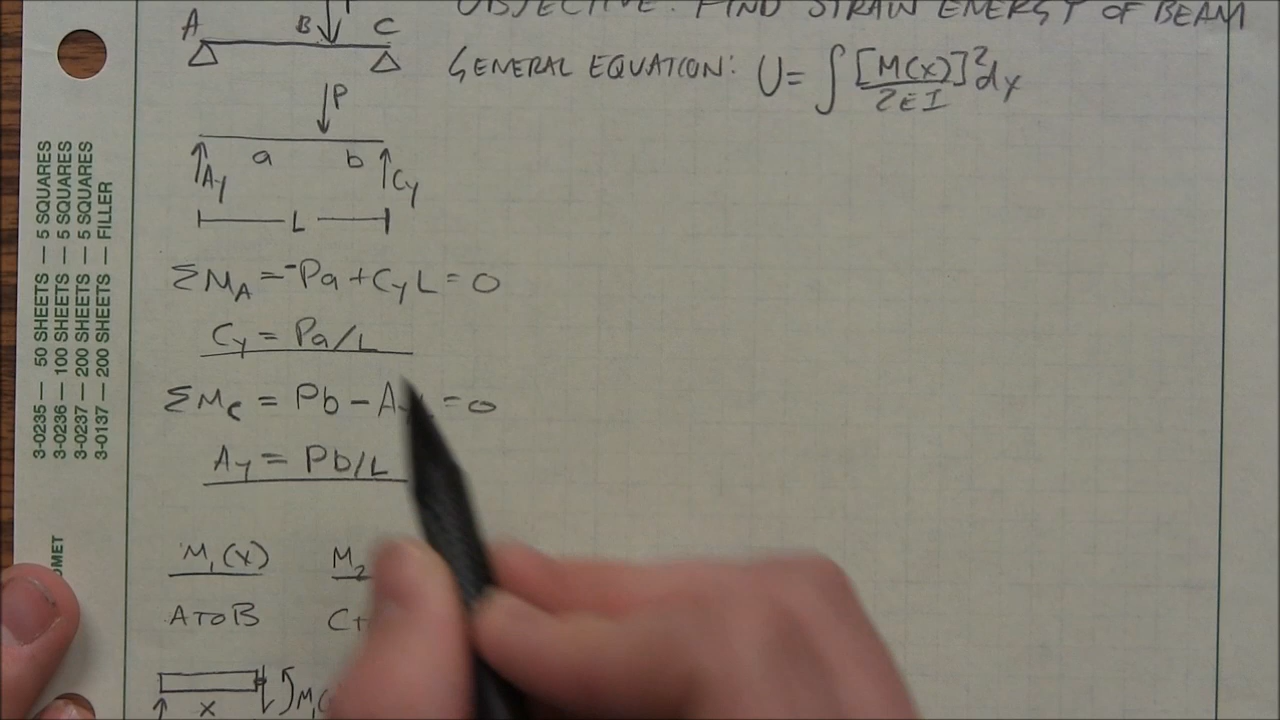 OBJECTIVE: FIND STRAIN ENERGY OF BEAM
GENERAL EQUATION: U = ∫ [M(X)]² / 2EI dx
A B C
P
a b
Ay Cy
L
ΣMA = -Pa + CyL = 0
Cy = Pa/L
ΣMC = Pb - A = 0
Ay = Pb/L
M₁(X) M₂
A TO B C
X
3-0235 — 50 SHEETS — 5 SQUARES
3-0236 — 100 SHEETS — 5 SQUARES
3-0237 — 200 SHEETS — 5 SQUARES
3-0137 — 200 SHEETS — FILLER